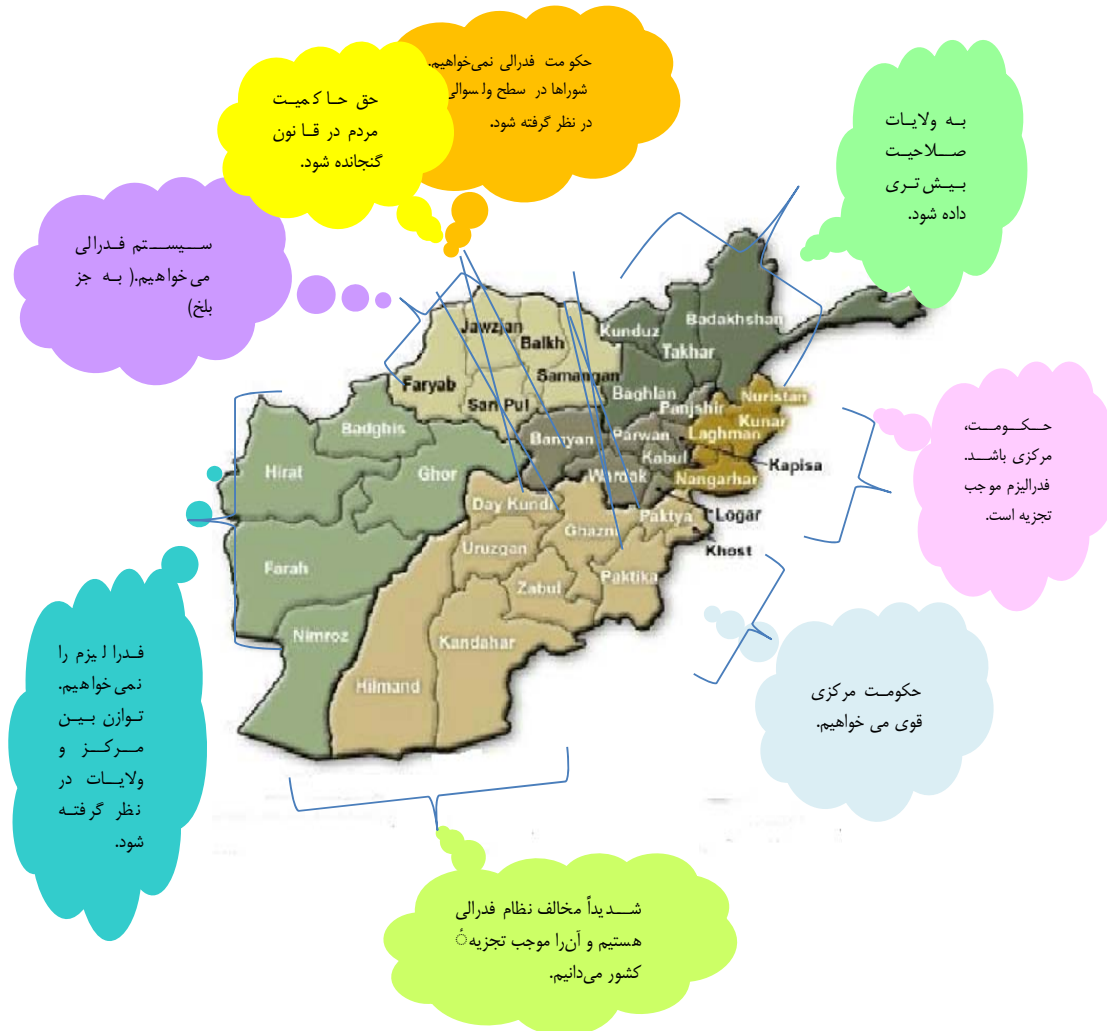 حکومت فدرالی نمی‌خواهیم.
شوراها در سطح ولسوالی
در نظر گرفته شود.
حق حاکمیت
مردم در قانون
گنجانده شود.
به ولایات
صلاحیت
بیش‌تری
داده شود.
سیستم فدرالی
می‌خواهیم.( به جز
بلخ)
حکومت،
مرکزی باشد.
فدرالیزم موجب
تجزیه است.
حکومت مرکزی
قوی می خواهیم.
فدرالیزم را
نمی‌خواهیم.
توازن بین
مرکز و
ولایات در
نظر گرفته
شود.
شدیداً مخالف نظام فدرالی
هستیم و آن‌را موجب تجزیهٔ
کشور می‌دانیم.
Jawzjan
Balkh
Kunduz
Badakhshan
Takhar
Faryab
Samangan
Sari Pul
Baghlan
Nuristan
Panjshir
Kunar
Badghis
Bamyan
Parwan
Laghman
Hirat
Ghor
Kabul
Kapisa
Wardak
Nangarhar
Day Kundi
Logar
Ghazni
Paktya
Khost
Uruzgan
Farah
Zabul
Paktika
Nimroz
Kandahar
Hilmand